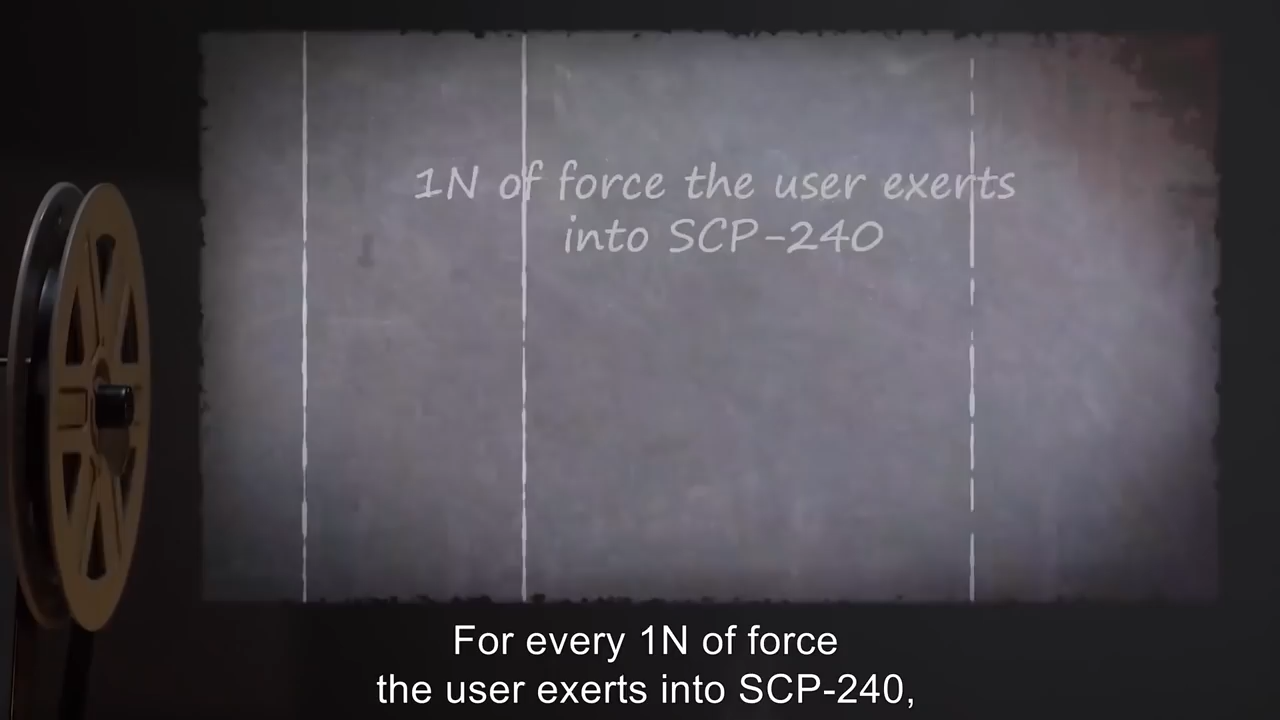 1N of force the user exerts
into SCP-240
For every 1N of force
the user exerts into SCP-240,